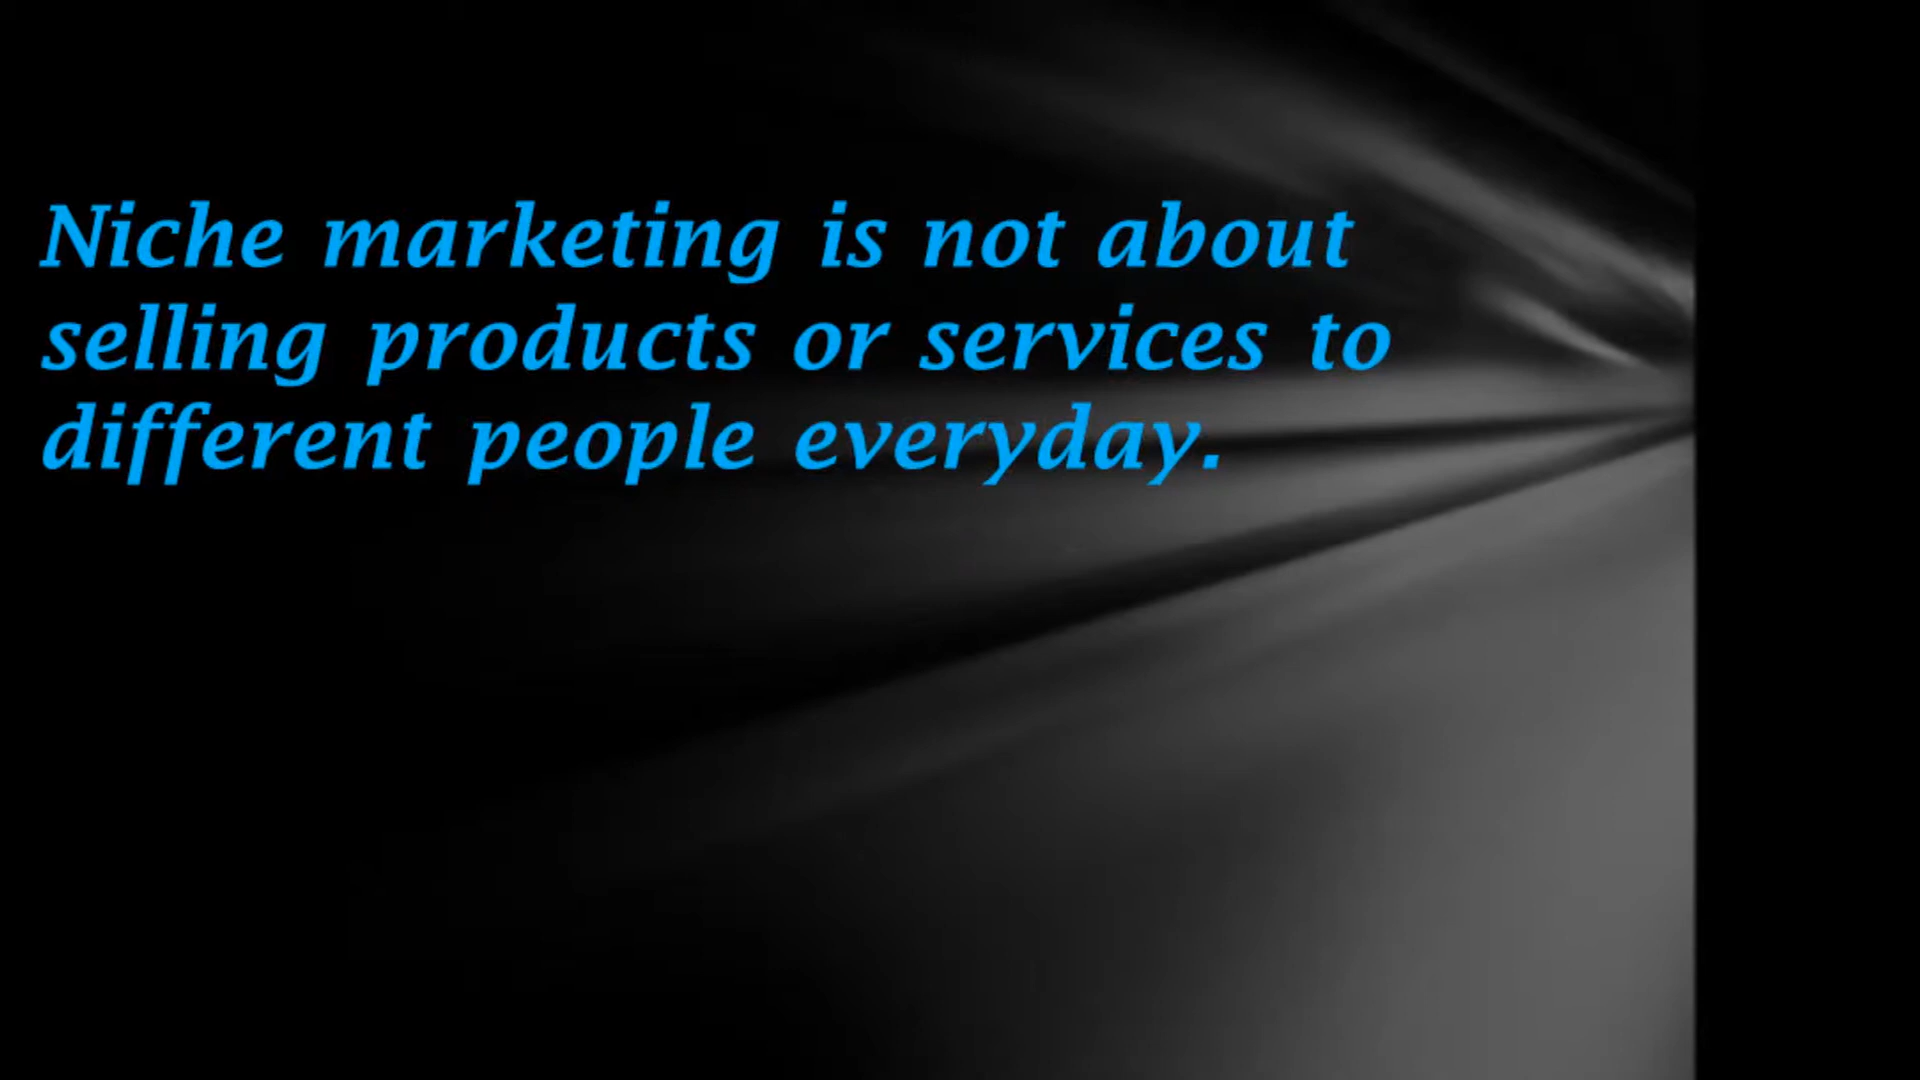 Niche marketing is not about
selling products or services to
different people everyday.